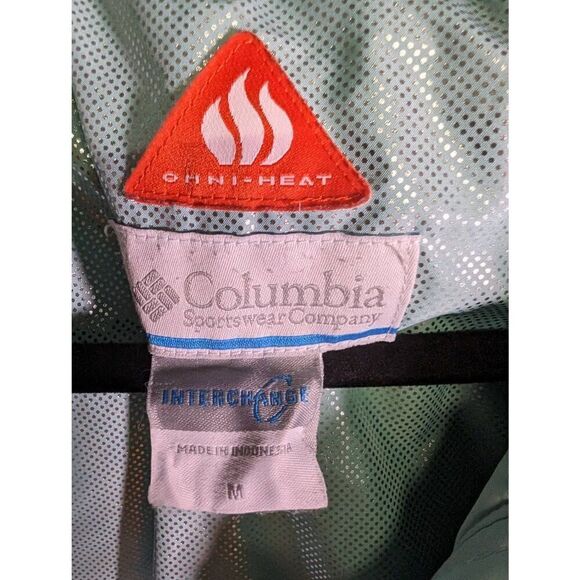 OMNI-HEAT
Columbia
Sportswear Company
INTERCHANGE
MADE IN INDONESIA
M